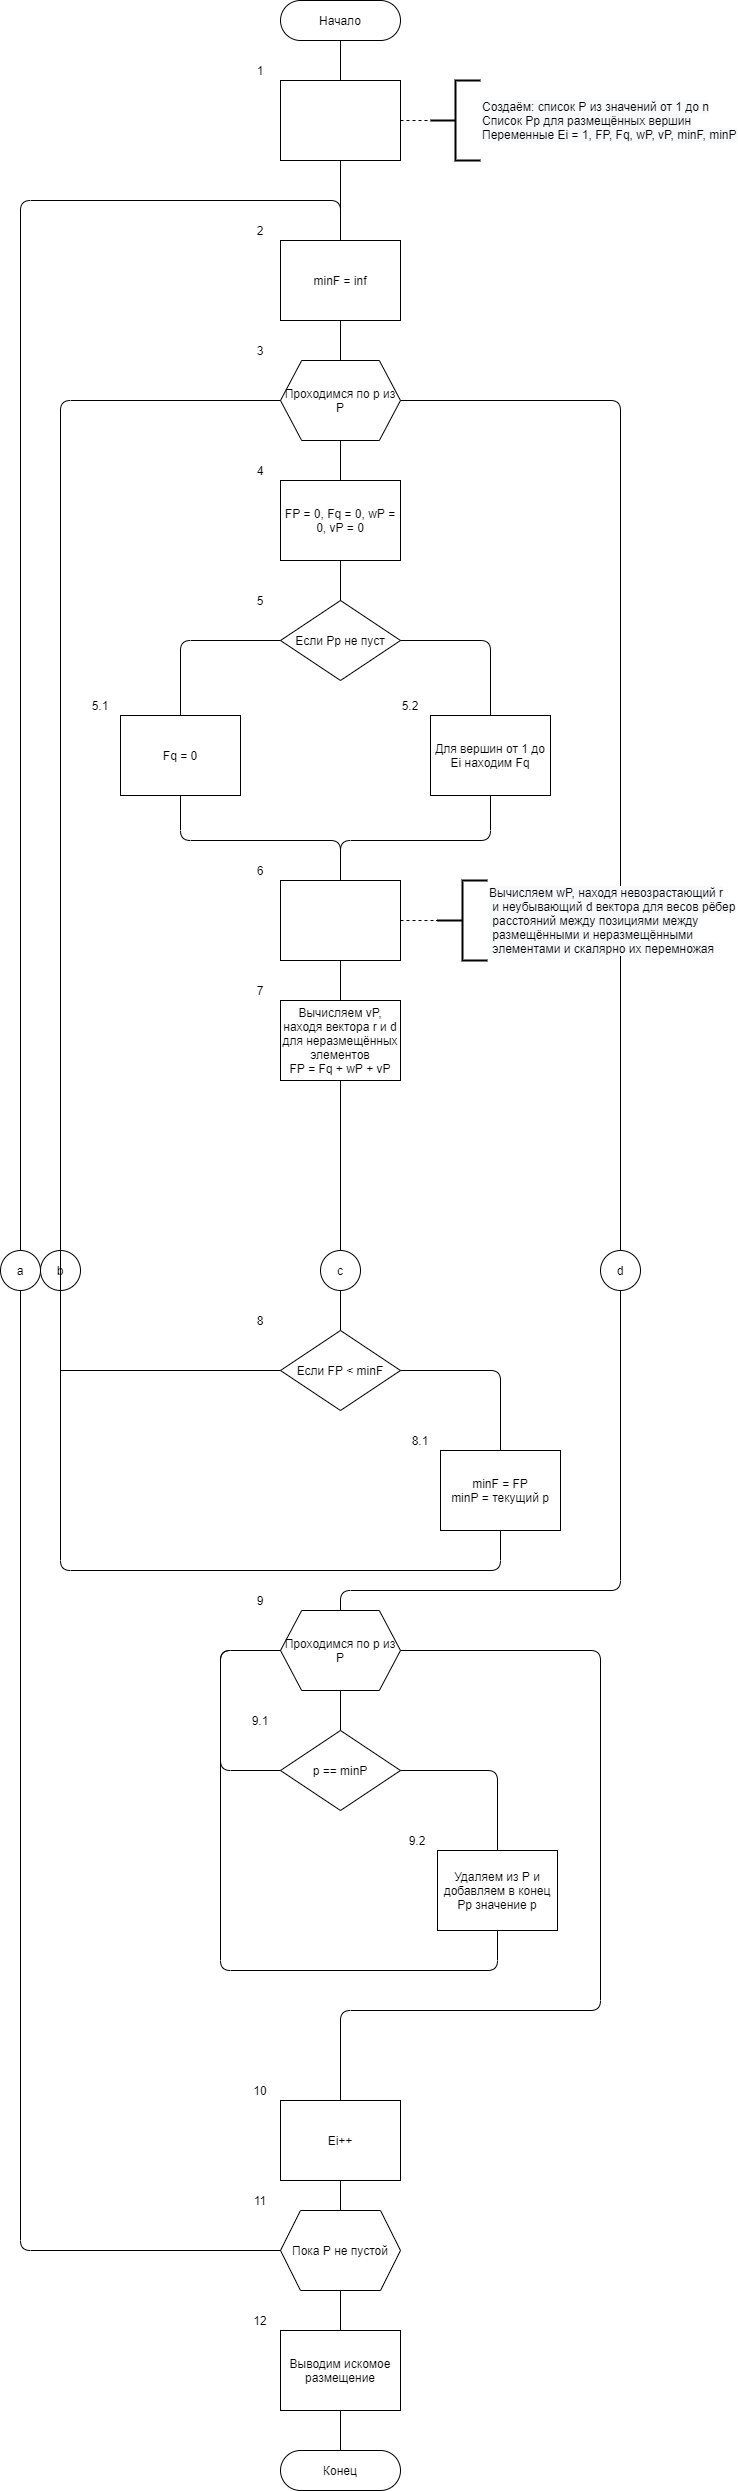 Начало
1
Создаём: список P из значений от 1 до n
Список Pp для размещённых вершин
Переменные Ei = 1, FP, Fq, wP, vP, minF, minP
2
minF = inf
3
Проходимся по p из
P
4
FP = 0, Fq = 0, wP =
0, vP = 0
5
Если Pp не пуст
5.1
Fq = 0
5.2
Для вершин от 1 до
Ei находим Fq
6
Вычисляем wP, находя невозрастающий r
и неубывающий d вектора для весов рёбер
расстояний между позициями между
размещёнными и неразмещёнными
элементами и скалярно их перемножая
7
Вычисляем vP,
находя вектора r и d
для неразмещённых
элементов
FP = Fq + wP + vP
a
b
c
d
8
Если FP < minF
8.1
minF = FP
minP = текущий p
9
Проходимся по p из
P
9.1
p == minP
9.2
Удаляем из P и
добавляем в конец
Pp значение p
10
Ei++
11
Пока P не пустой
12
Выводим искомое
размещение
Конец